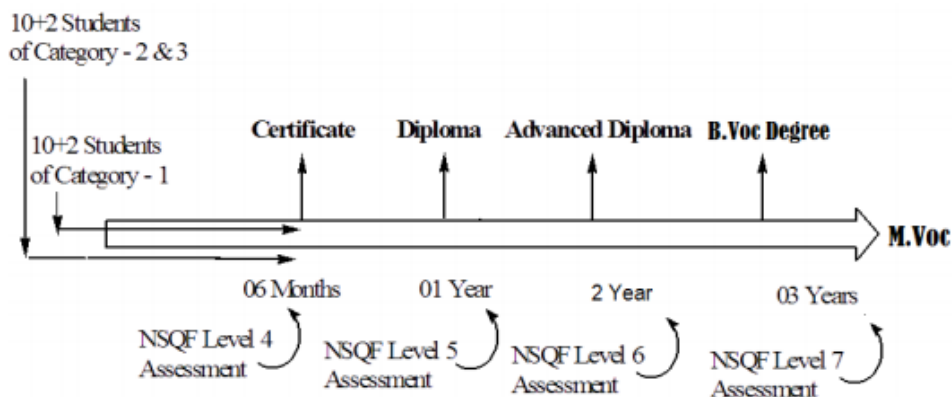 10+2 Students
of Category - 2 & 3
10+2 Students
of Category - 1
Certificate
Diploma
Advanced Diploma
B.Voc Degree
M.Voc
06 Months
01 Year
2 Year
03 Years
NSQF Level 4
Assessment
NSQF Level 5
Assessment
NSQF Level 6
Assessment
NSQF Level 7
Assessment